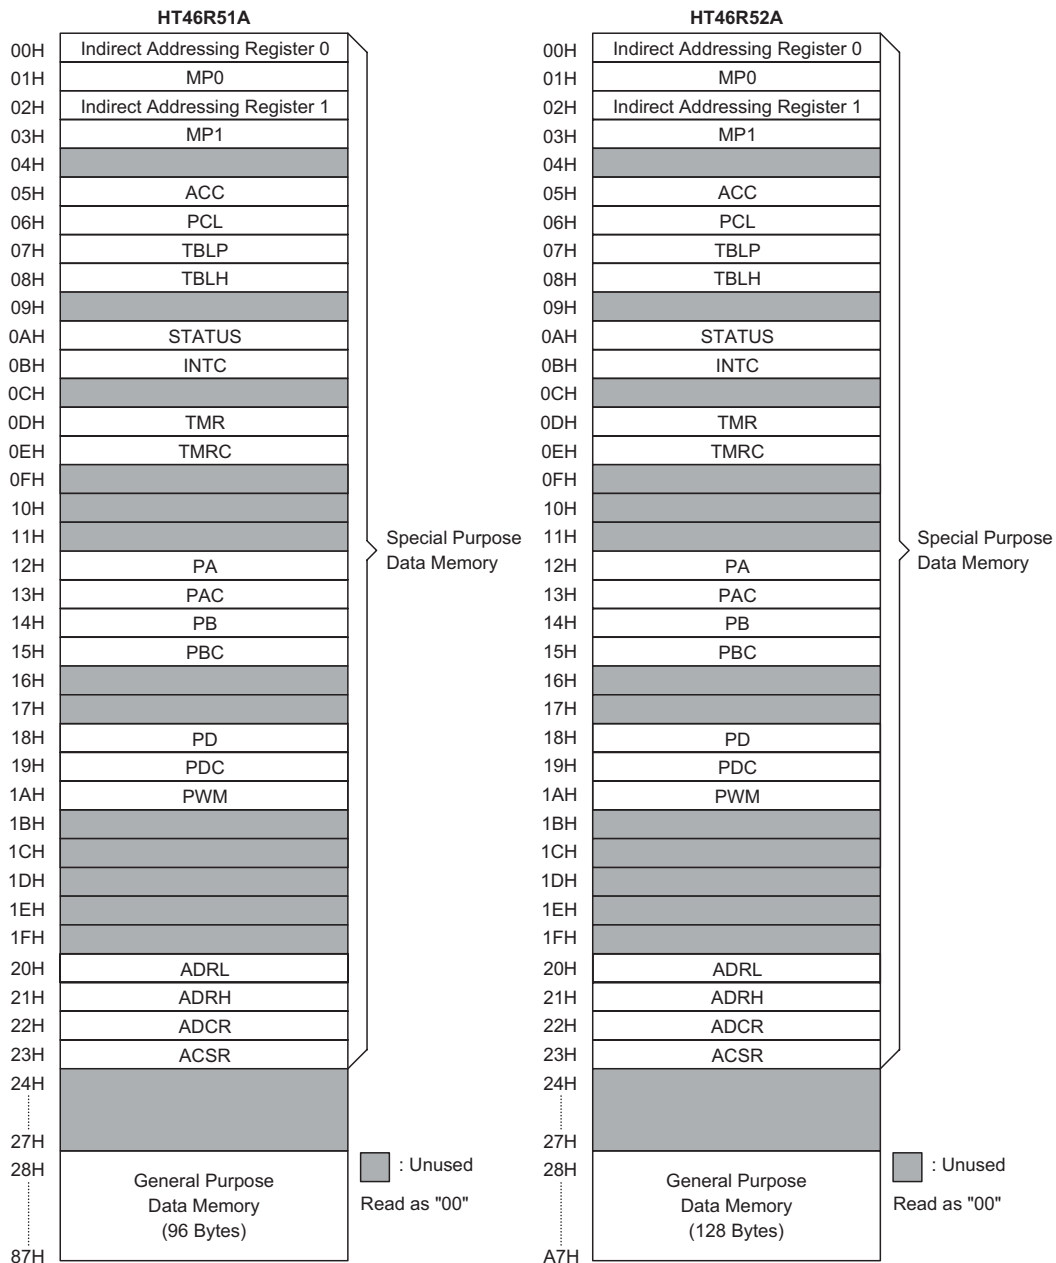 HT46R51A
00H Indirect Addressing Register 0
01H MP0
02H Indirect Addressing Register 1
03H MP1
04H
05H ACC
06H PCL
07H TBLP
08H TBLH
09H
0AH STATUS
0BH INTC
0CH
0DH TMR
0EH TMRC
0FH
10H
11H
12H PA
13H PAC
14H PB
15H PBC
16H
17H
18H PD
19H PDC
1AH PWM
1BH
1CH
1DH
1EH
1FH
20H ADRL
21H ADRH
22H ADCR
23H ACSR
24H
27H
28H
General Purpose
Data Memory
(96 Bytes)
87H
Special Purpose
Data Memory
: Unused
Read as "00"
HT46R52A
00H Indirect Addressing Register 0
01H MP0
02H Indirect Addressing Register 1
03H MP1
04H
05H ACC
06H PCL
07H TBLP
08H TBLH
09H
0AH STATUS
0BH INTC
0CH
0DH TMR
0EH TMRC
0FH
10H
11H
12H PA
13H PAC
14H PB
15H PBC
16H
17H
18H PD
19H PDC
1AH PWM
1BH
1CH
1DH
1EH
1FH
20H ADRL
21H ADRH
22H ADCR
23H ACSR
24H
27H
28H
General Purpose
Data Memory
(128 Bytes)
A7H
Special Purpose
Data Memory
: Unused
Read as "00"